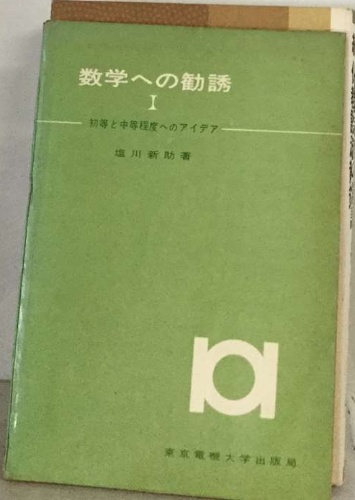 数学への勧誘
I
初等と中等程度へのアイデア
塩川新助著
東京電機大学出版局